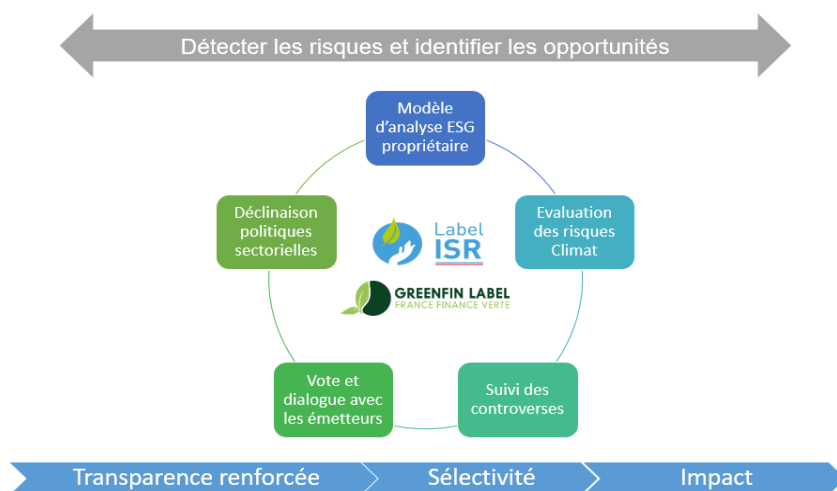 Détecter les risques et identifier les opportunités
Modèle
d'analyse ESG
propriétaire
Déclinaison
politiques
sectorielles
Evaluation
des risques
Climat
Label
ISR
GREENFIN LABEL
FRANCE FINANCE VERTE
Vote et
dialogue avec
les émetteurs
Suivi des
controverses
Transparence renforcée
Sélectivité
Impact